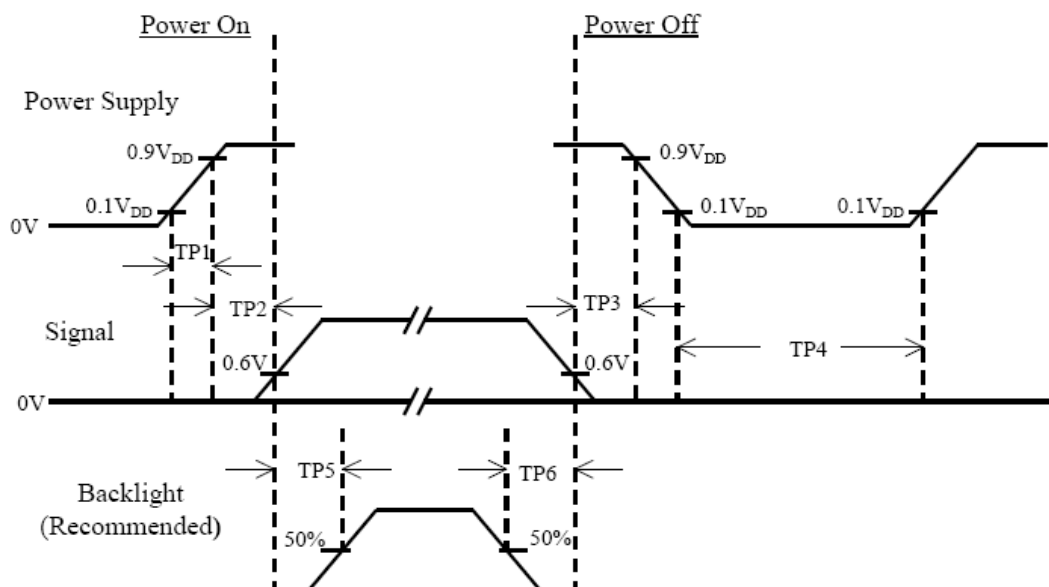 Power On
Power Off
Power Supply
0.9VDD
0.9VDD
0.1VDD
0.1VDD
0.1VDD
0V
TP1
TP2
TP3
Signal
TP4
0.6V
0.6V
0V
TP5
TP6
Backlight
(Recommended)
50%
50%